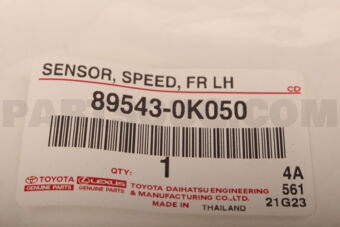 SENSOR, SPEED, FR LH
CD
89543-0K050
QTY:
1
4A
561
21G23
TOYOTA
GENUINE PARTS
LEXUS
GENUINE PARTS
TOYOTA DAIHATSU ENGINEERING
& MANUFACTURING CO.,LTD.
MADE IN THAILAND